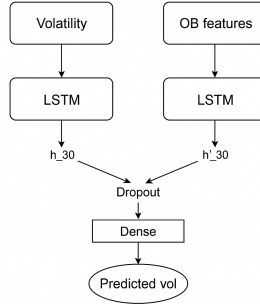 Volatility
OB features
LSTM
LSTM
h_30
h'_30
Dropout
Dense
Predicted vol